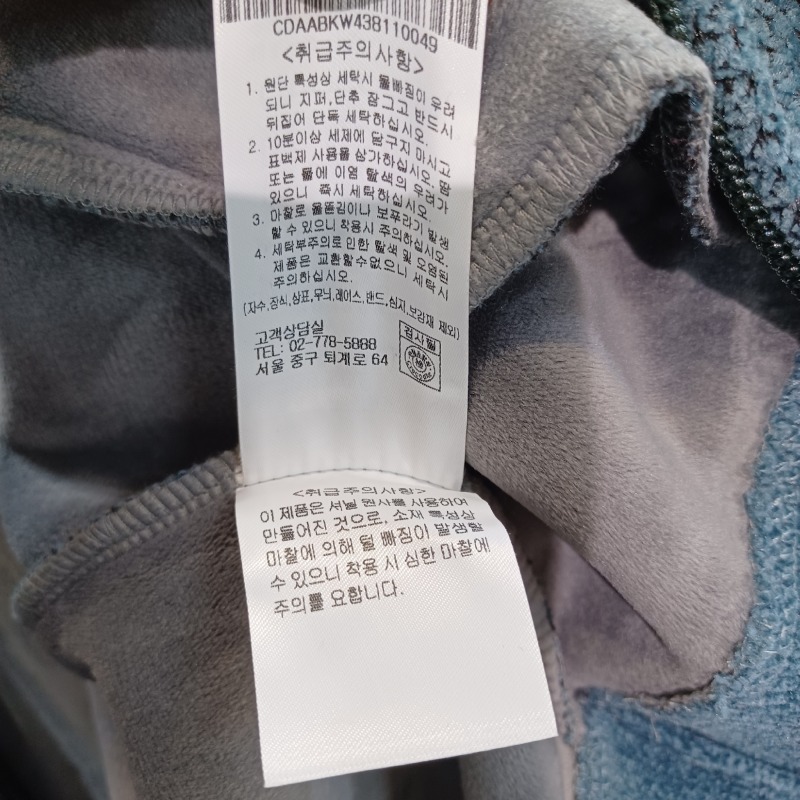 CDAABKW438110049
<취급주의사항>
1. 원단 특성상 세탁시 물빠짐이 우려
되니 지퍼,단추 잠그고 반드시
뒤집어 단독 세탁하십시오.
2. 10분이상 세제에 담구지 마시고
표백제 사용을 삼가하십시오. 땀
또는 물에 이염 탈색의 우려가
있으니 즉시 세탁하십시오.
3. 마찰로 올뜯김이나 보푸라기 발생
할 수 있으니 착용시 주의하십시오.
4. 세탁부주의로 인한 탈색 및 오염된
제품은 교환할수없으니 세탁시
주의하십시오.
(자수,장식,상표,무늬,레이스,밴드,심지,보강재 제외)
고객상담실
TEL: 02-778-5888
서울 중구 퇴계로 64
검사필
<취급주의사항>
이 제품은 셔닐 원사를 사용하여
만들어진 것으로, 소재 특성상
마찰에 의해 털 빠짐이 발생할
수 있으니 착용 시 심한 마찰에
주의를 요합니다.